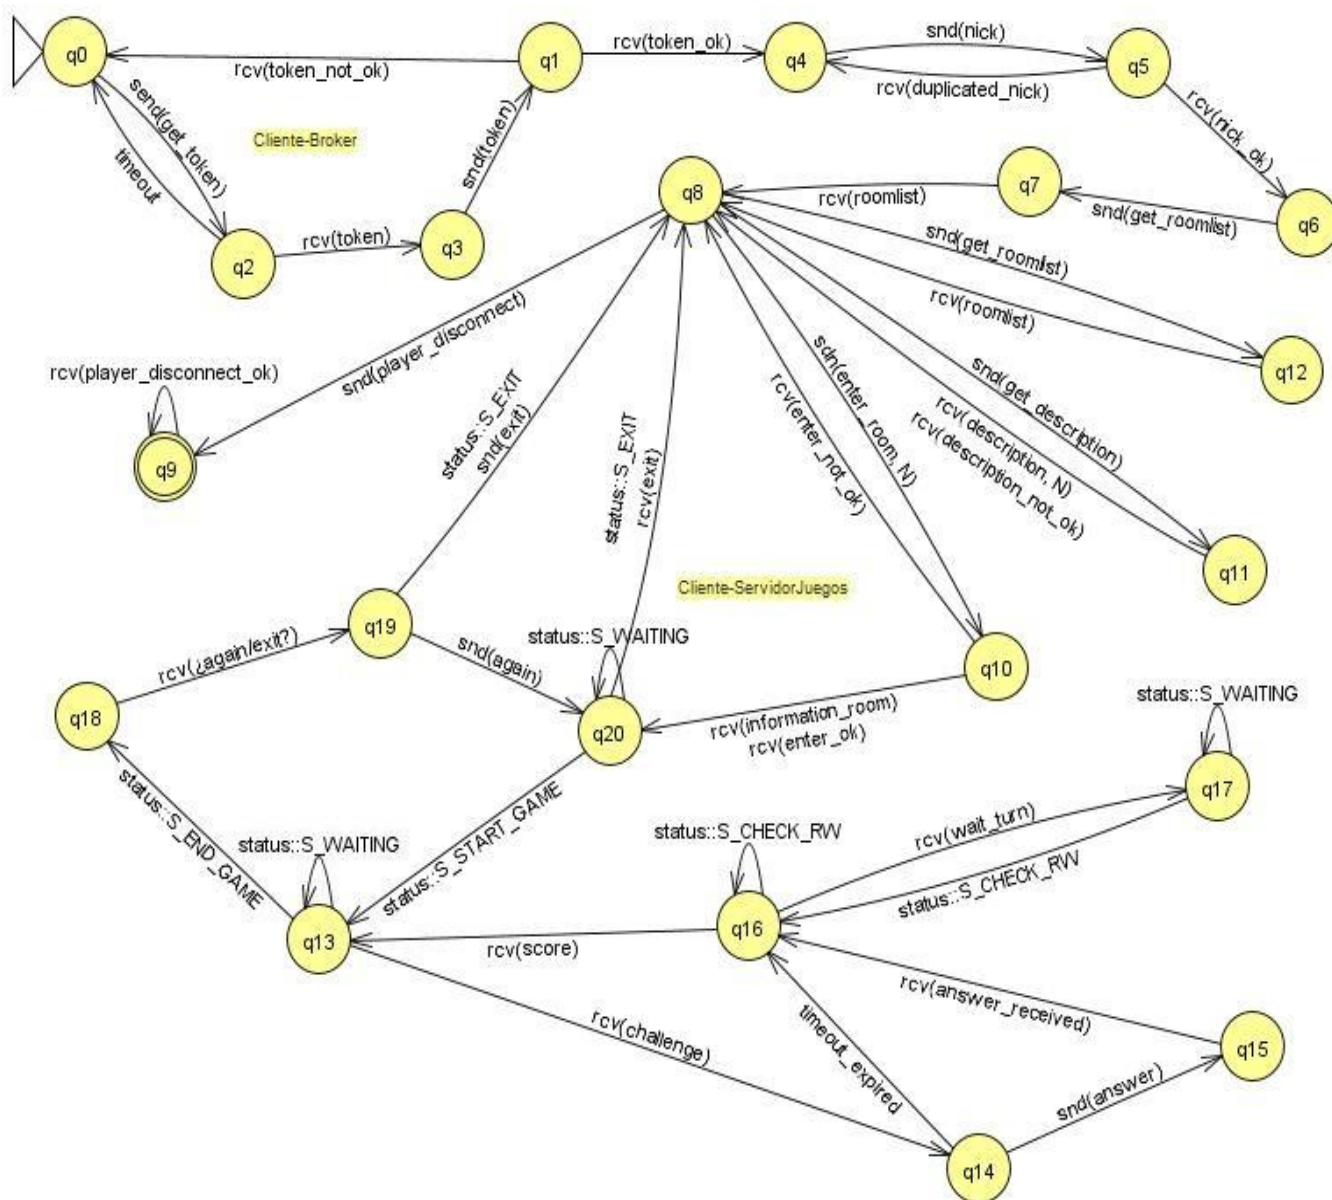 q0
q1
rcv(token_ok)
q4
snd(nick)
q5
rcv(token_not_ok)
rcv(duplicated_nick)
send(get_token)
timeout
Cliente-Broker
snd(token)
rcv(nick_ok)
q8
rcv(roomlist)
q7
snd(get_roomlist)
q6
q2
rcv(token)
q3
snd(get_roomlist)
rcv(roomlist)
q12
snd(player_disconnect)
rcv(player_disconnect_ok)
q9
status::S_EXIT
snd(exit)
status::S_EXIT
rcv(exit)
rcv(enter_not_ok)
sdn(enter_room, N)
snd(get_description)
rcv(description, N)
rcv(description_not_ok)
q11
Cliente-ServidorJuegos
q19
rcv(¿again/exit?)
snd(again)
status::S_WAITING
q10
q18
q20
rcv(information_room)
rcv(enter_ok)
status::S_WAITING
q17
status::S_END_GAME
status::S_WAITING
status::S_START_GAME
status::S_CHECK_RW
rcv(wait_turn)
status::S_CHECK_RW
q13
rcv(score)
q16
rcv(answer_received)
rcv(challenge)
timeout_expired
q15
snd(answer)
q14